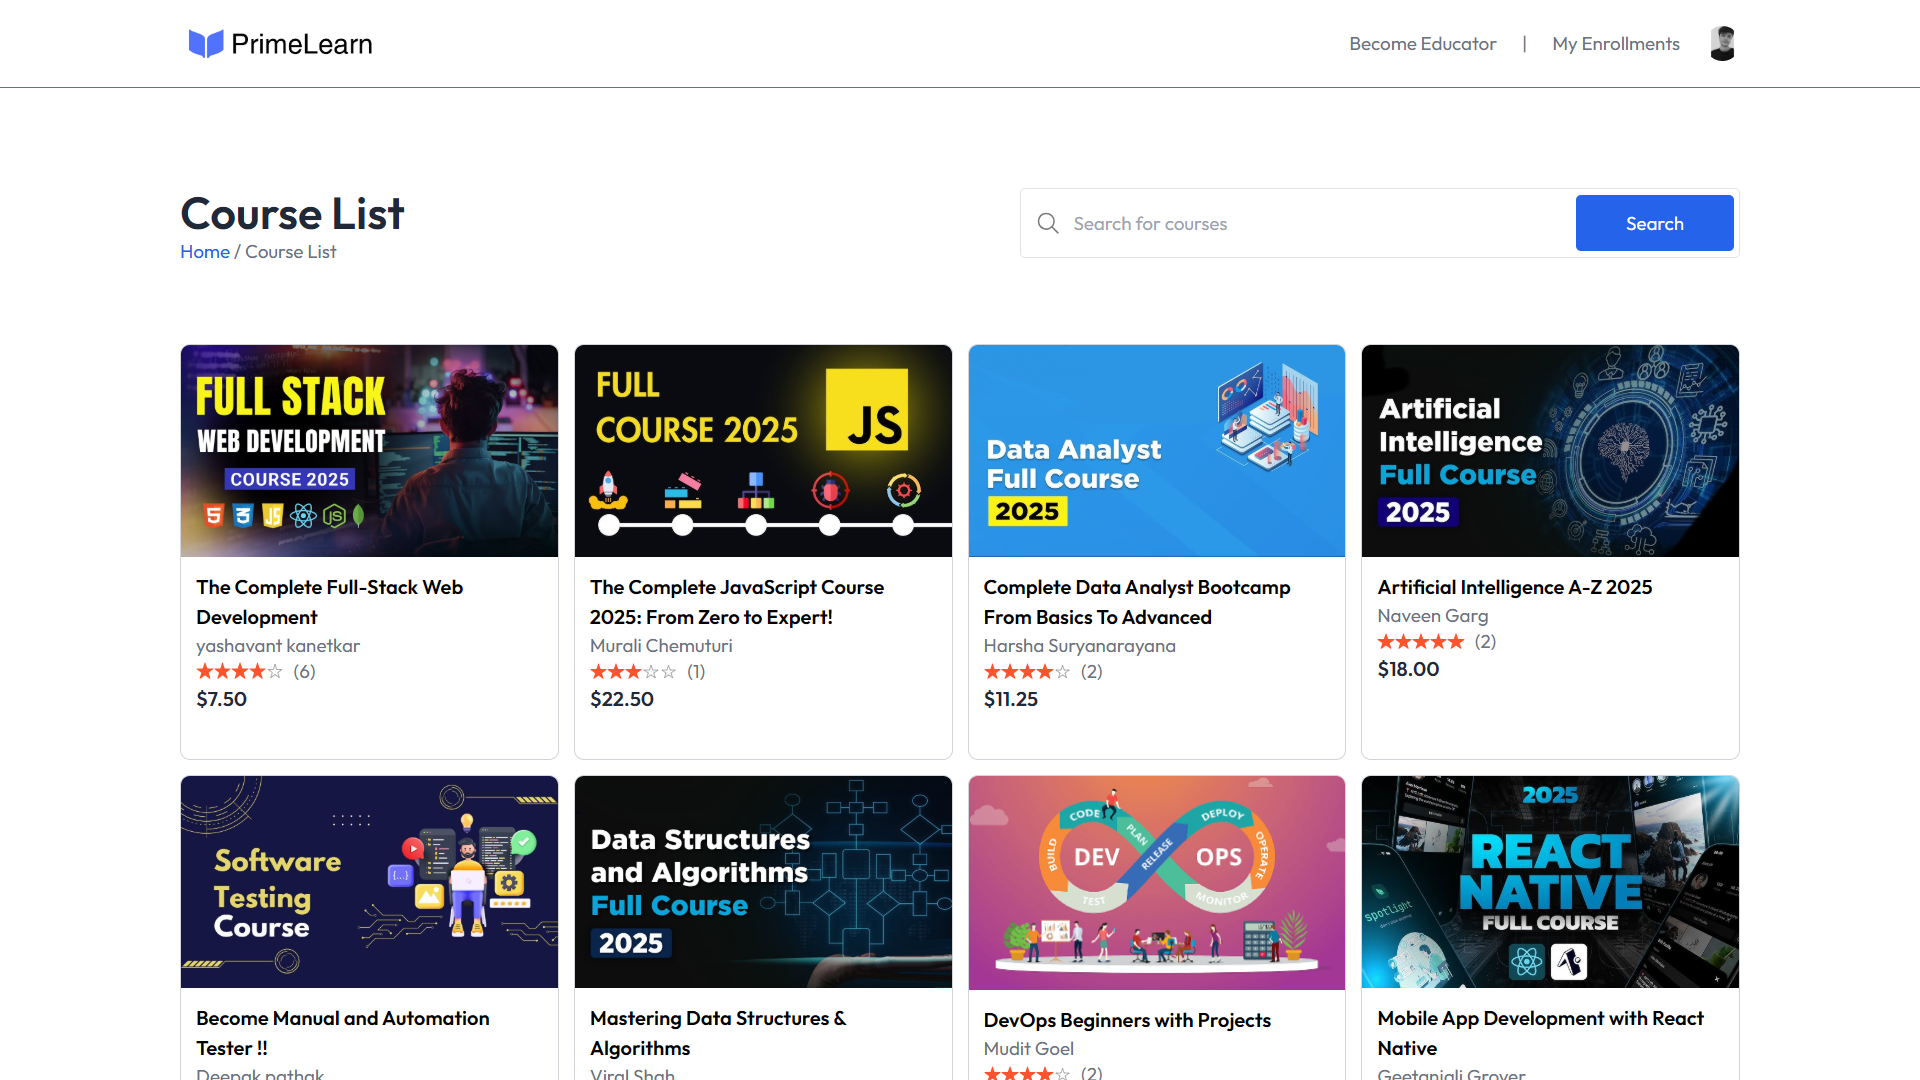 PrimeLearn
Become Educator | My Enrollments
Course List
Home / Course List
Search for courses
Search
FULL STACK
WEB DEVELOPMENT
COURSE 2025
The Complete Full-Stack Web
Development
yashavant kanetkar
★★★★☆ (6)
$7.50
FULL
COURSE 2025
JS
The Complete JavaScript Course
2025: From Zero to Expert!
Murali Chemuturi
★★★☆☆ (1)
$22.50
Data Analyst
Full Course
2025
Complete Data Analyst Bootcamp
From Basics To Advanced
Harsha Suryanarayana
★★★★☆ (2)
$11.25
Artificial
Intelligence
Full Course
2025
Artificial Intelligence A-Z 2025
Naveen Garg
★★★★★ (2)
$18.00
Software
Testing
Course
Become Manual and Automation
Tester !!
Deepak pathak
Data Structures
and Algorithms
Full Course
2025
Mastering Data Structures &
Algorithms
Viral Shah
CODE
PLAN
BUILD
DEV
TEST
RELEASE
DEPLOY
OPS
OPERATE
MONITOR
DevOps Beginners with Projects
Mudit Goel
★★★★☆ (2)
2025
REACT
NATIVE
FULL COURSE
spotlight
Mobile App Development with React
Native
Geetanjali Grover